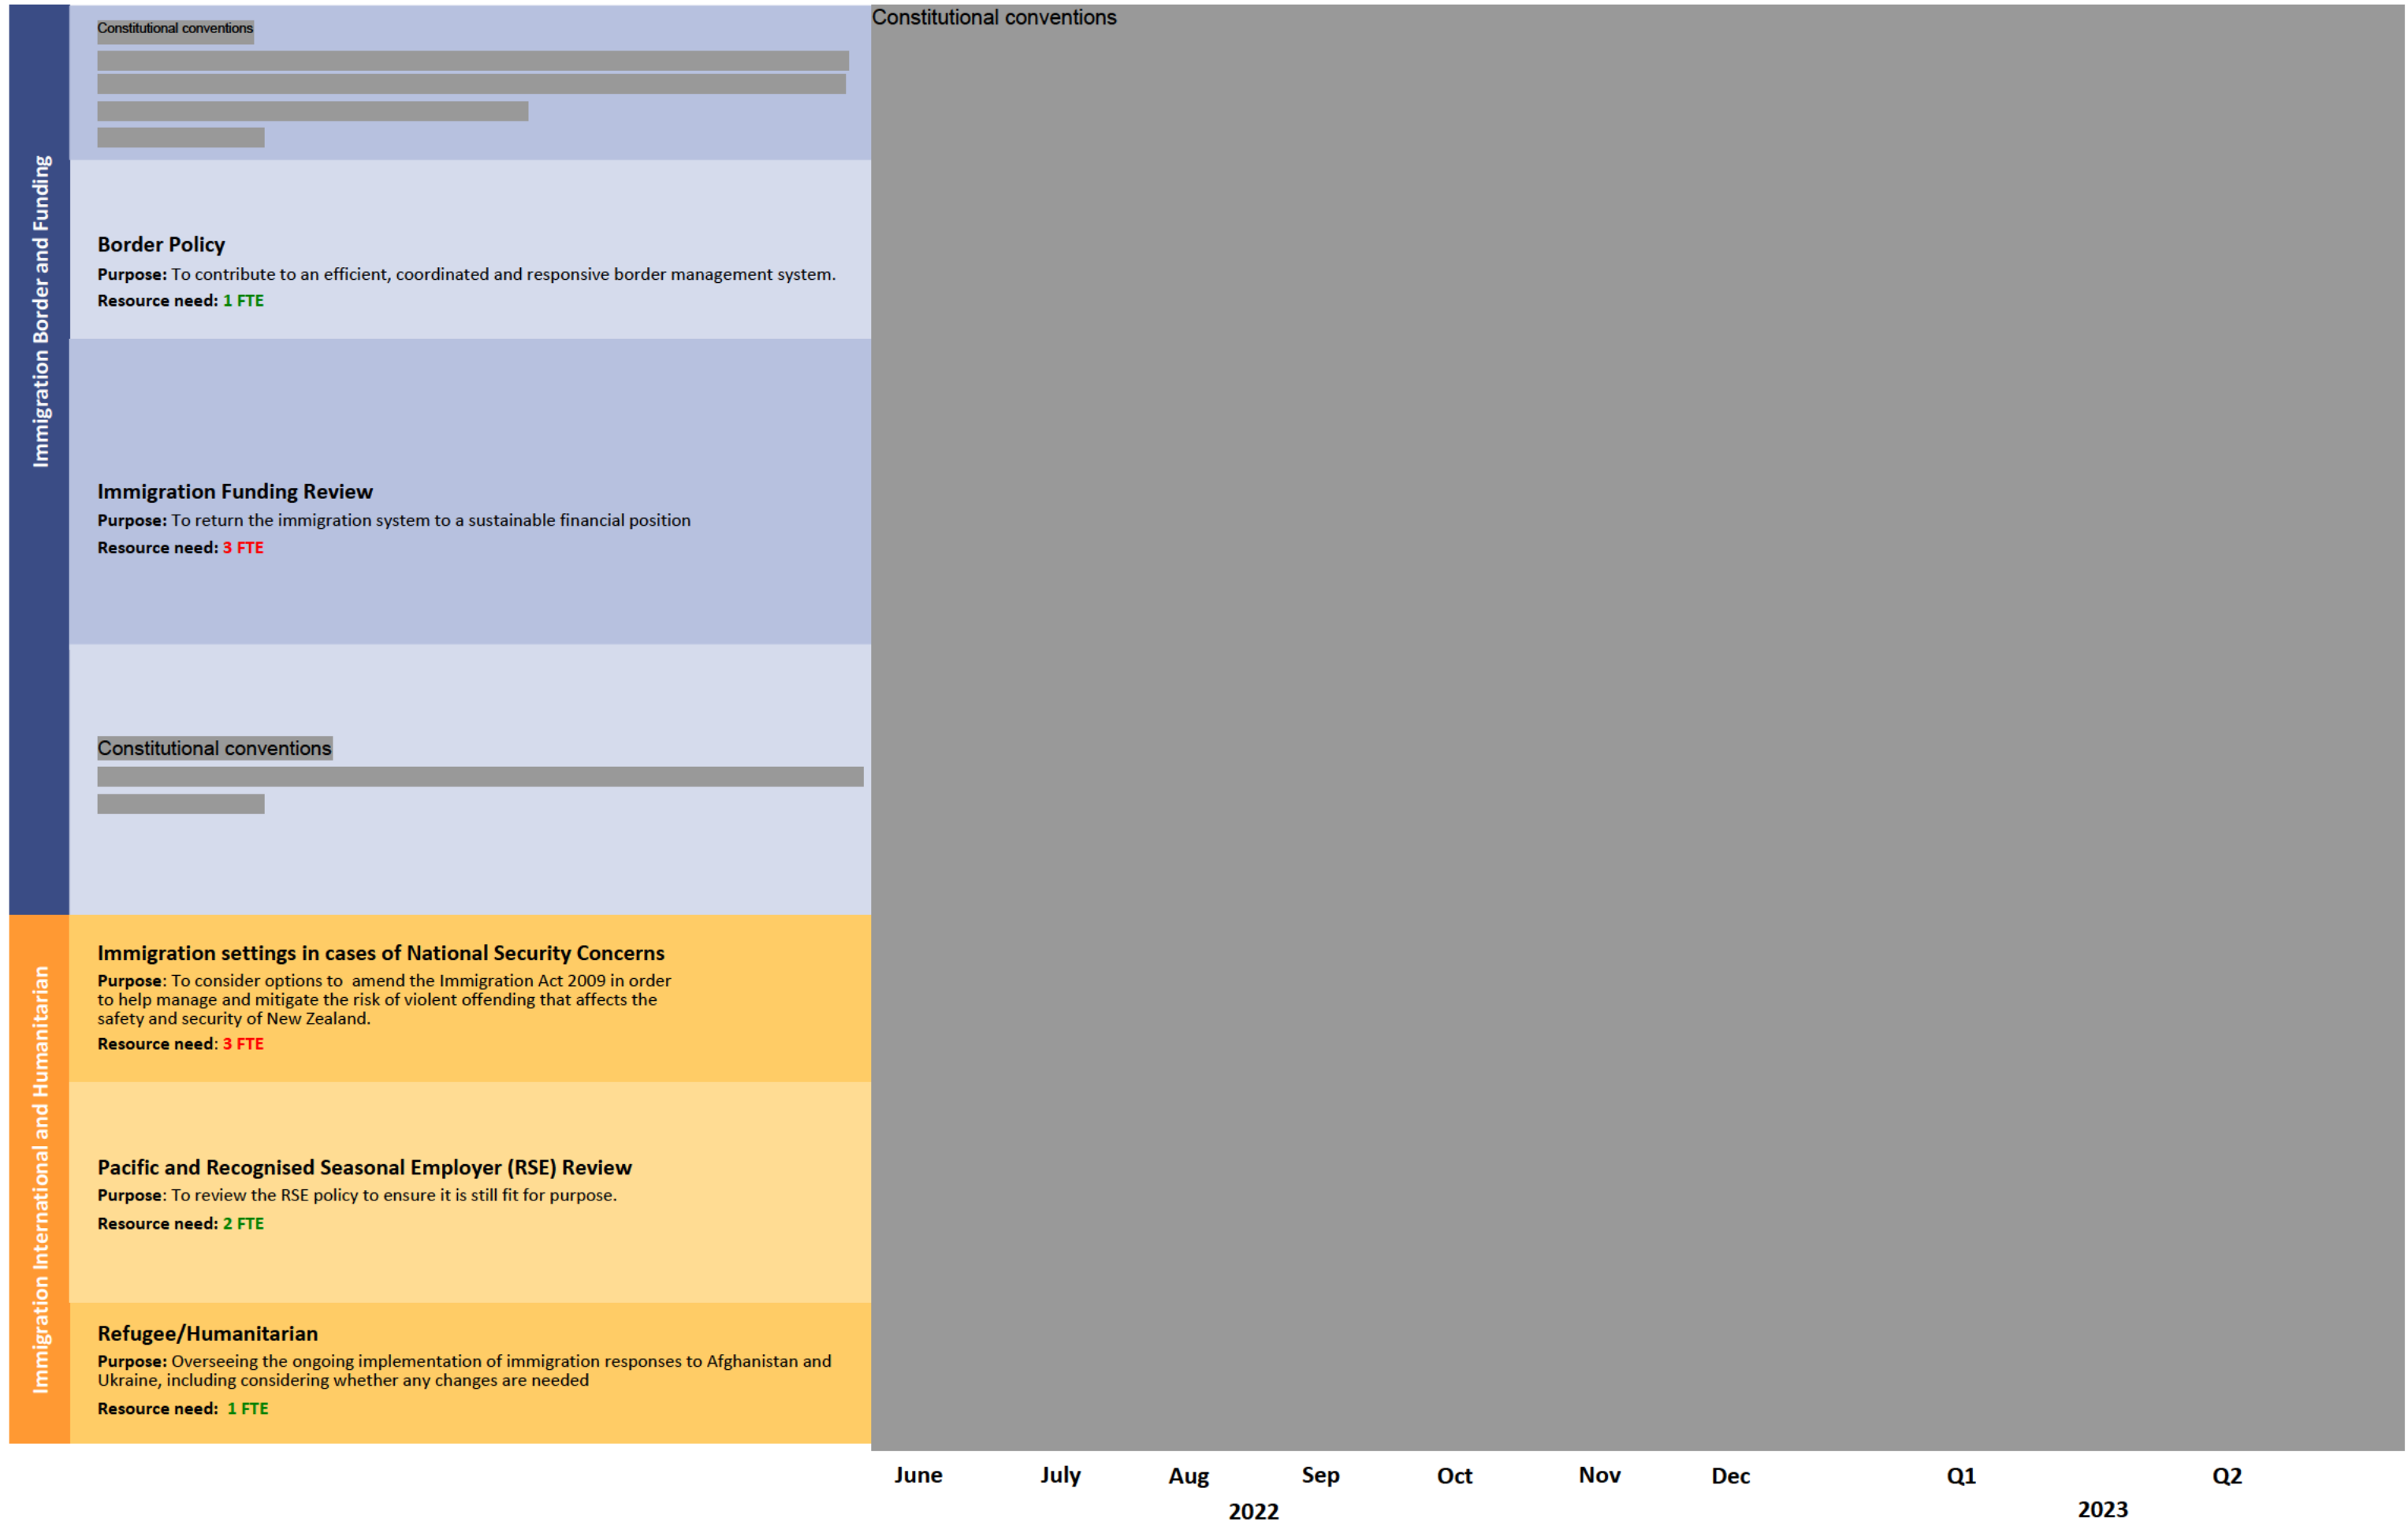 Immigration Border and Funding
Constitutional conventions
Constitutional conventions
Border Policy
Purpose: To contribute to an efficient, coordinated and responsive border management system.
Resource need: 1 FTE
Immigration Funding Review
Purpose: To return the immigration system to a sustainable financial position
Resource need: 3 FTE
Constitutional conventions
Immigration International and Humanitarian
Immigration settings in cases of National Security Concerns
Purpose: To consider options to  amend the Immigration Act 2009 in order
to help manage and mitigate the risk of violent offending that affects the
safety and security of New Zealand.
Resource need: 3 FTE
Pacific and Recognised Seasonal Employer (RSE) Review
Purpose: To review the RSE policy to ensure it is still fit for purpose.
Resource need: 2 FTE
Refugee/Humanitarian
Purpose: Overseeing the ongoing implementation of immigration responses to Afghanistan and
Ukraine, including considering whether any changes are needed
Resource need:  1 FTE
June July Aug Sep Oct Nov Dec Q1 Q2
2022 2023